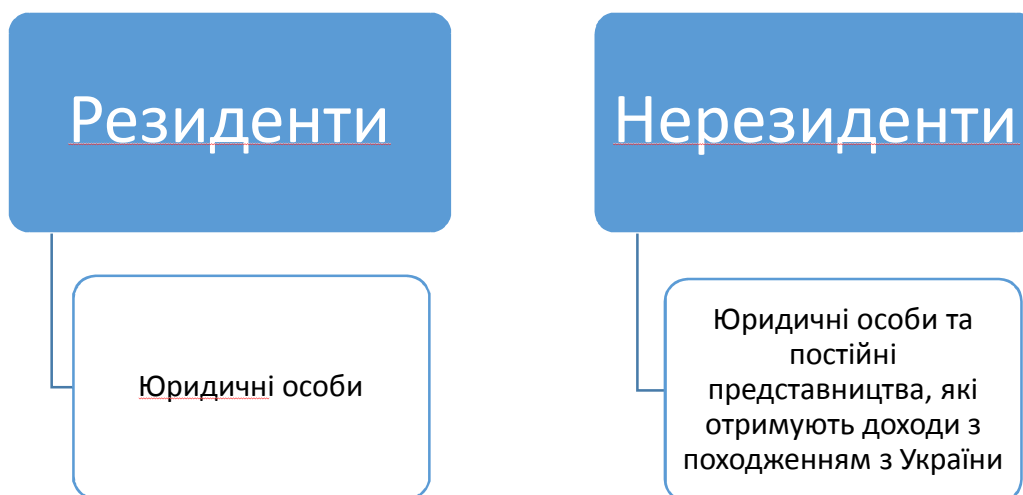 Резиденти
Юридичні особи
Нерезиденти
Юридичні особи та
постійні
представництва, які
отримують доходи з
походженням з України